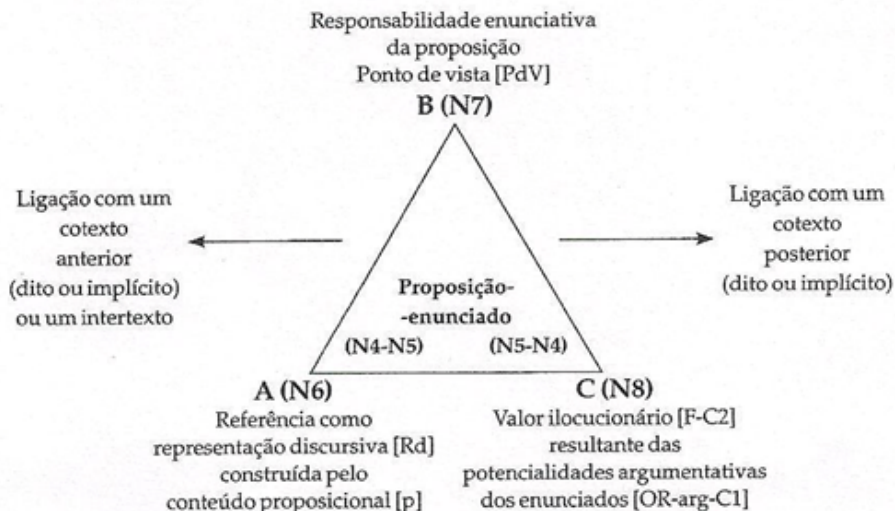 Responsabilidade enunciativa
da proposição
Ponto de vista [PdV]
B (N7)
Ligação com um
cotexto
anterior
(dito ou implícito)
ou um intertexto
Ligação com um
cotexto
posterior
(dito ou implícito)
Proposição-
-enunciado
(N4-N5) (N5-N4)
A (N6)
Referência como
representação discursiva [Rd]
construída pelo
conteúdo proposicional [p]
C (N8)
Valor ilocucionário [F-C2]
resultante das
potencialidades argumentativas
dos enunciados [OR-arg-C1]